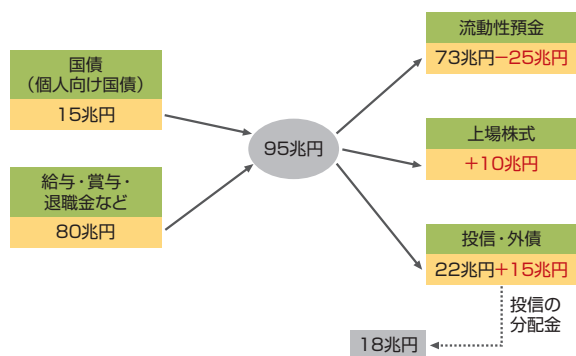 国債
（個人向け国債）
15兆円
給与・賞与・
退職金など
80兆円
95兆円
流動性預金
73兆円−25兆円
上場株式
+10兆円
投信・外債
22兆円+15兆円
投信の
分配金
18兆円